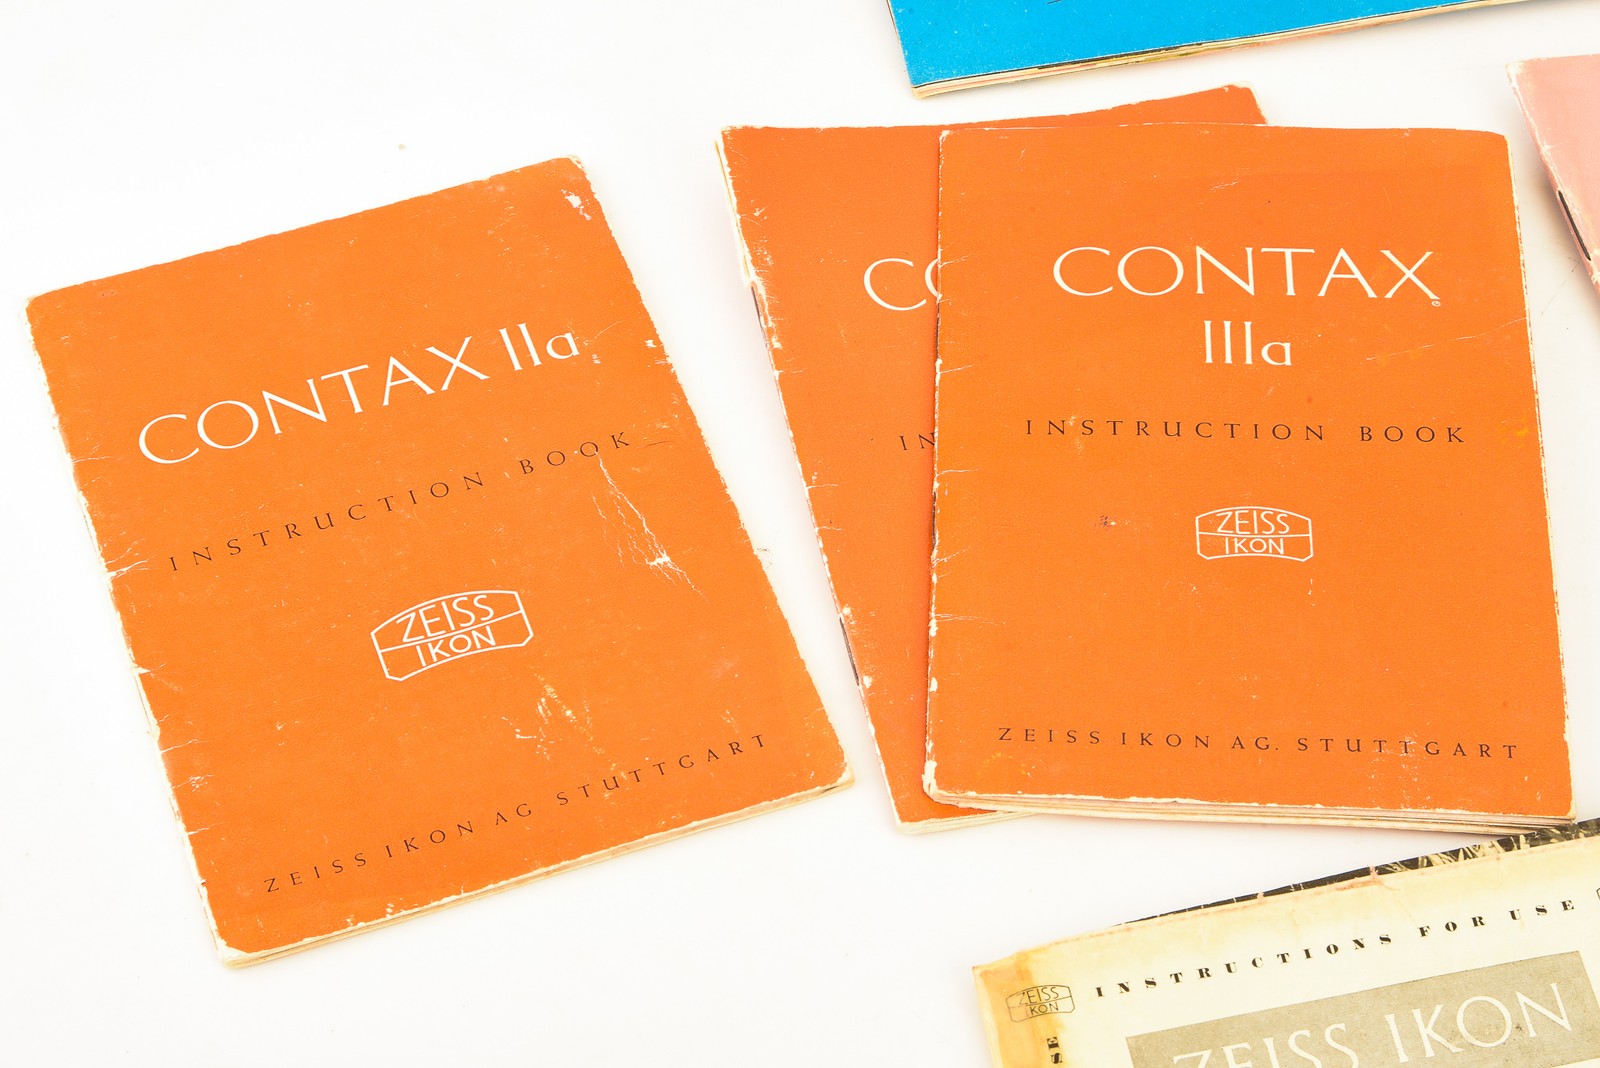 CONTAX IIa
INSTRUCTION BOOK
ZEISS
IKON
ZEISS IKON AG STUTTGART
CONTAX
IIIa
INSTRUCTION BOOK
ZEISS
IKON
ZEISS IKON AG. STUTTGART
INSTRUCTIONS FOR USE
ZEISS
IKON
ZEISS IKON